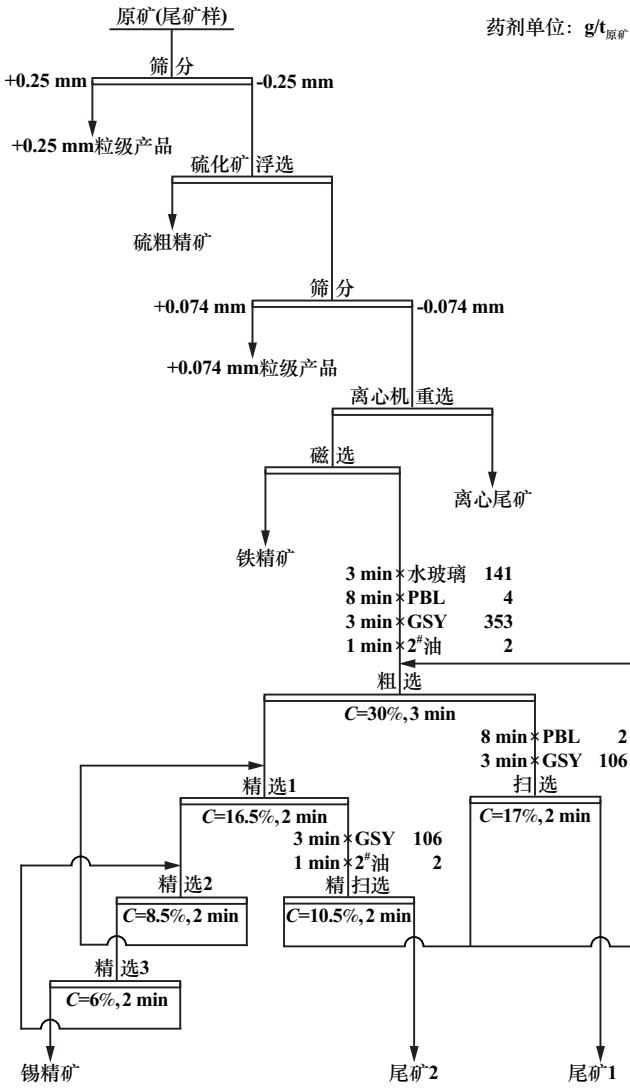 原矿(尾矿样)
药剂单位：g/t原矿
筛分
+0.25 mm
-0.25 mm
+0.25 mm粒级产品
硫化矿浮选
硫粗精矿
筛分
+0.074 mm
-0.074 mm
+0.074 mm粒级产品
离心机重选
磁选
离心尾矿
铁精矿
3 min×水玻璃 141
8 min×PBL 4
3 min×GSY 353
1 min×2#油 2
粗选
C=30%,3 min
8 min×PBL 2
3 min×GSY 106
精选1
扫选
C=16.5%,2 min
C=17%,2 min
3 min×GSY 106
1 min×2#油 2
精选2
精扫选
C=8.5%,2 min
C=10.5%,2 min
精选3
C=6%,2 min
锡精矿
尾矿2
尾矿1